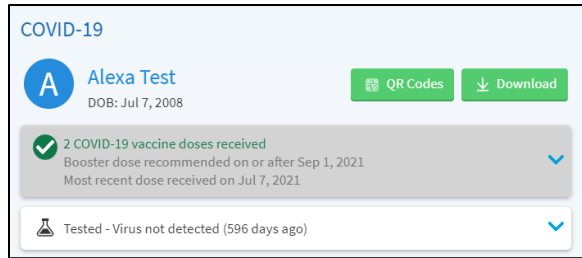 COVID-19
A
Alexa Test
DOB: Jul 7, 2008
QR Codes
Download
2 COVID-19 vaccine doses received
Booster dose recommended on or after Sep 1, 2021
Most recent dose received on Jul 7, 2021
Tested - Virus not detected (596 days ago)